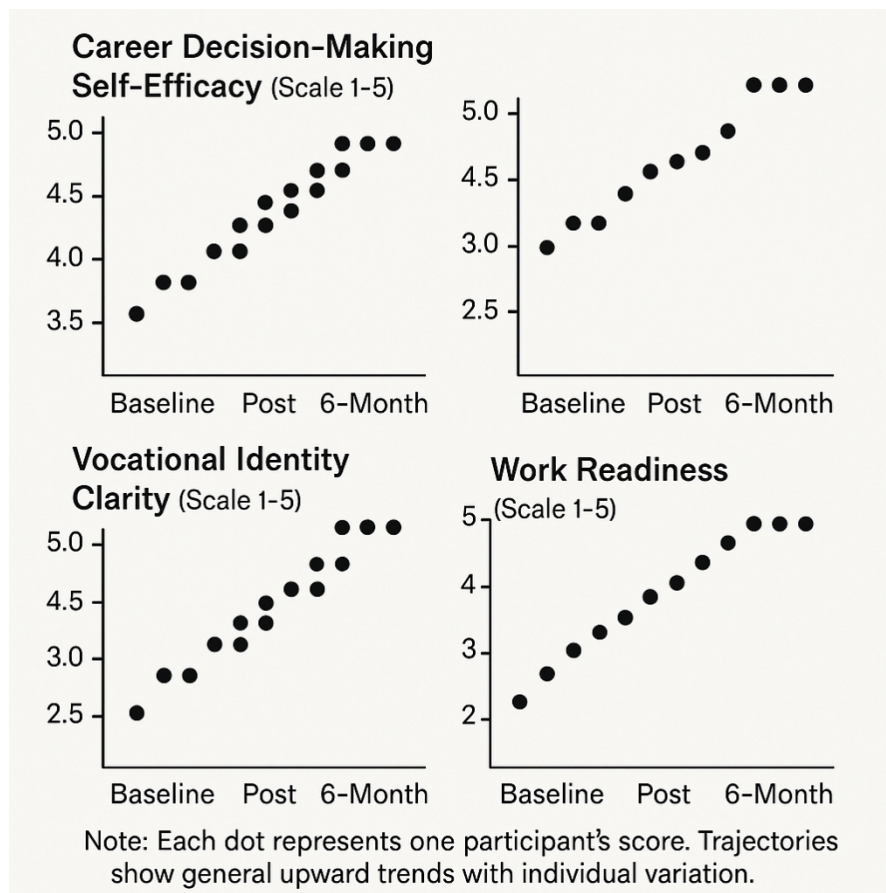 Career Decision-Making
Self-Efficacy (Scale 1-5)
5.0
4.5
4.0
3.5
Baseline Post 6-Month
5.0
4.5
3.0
2.5
Baseline Post 6-Month
Vocational Identity
Clarity (Scale 1-5)
5.0
4.5
3.0
2.5
Baseline Post 6-Month
Work Readiness
(Scale 1-5)
5
4
3
2
Baseline Post 6-Month
Note: Each dot represents one participant's score. Trajectories
show general upward trends with individual variation.